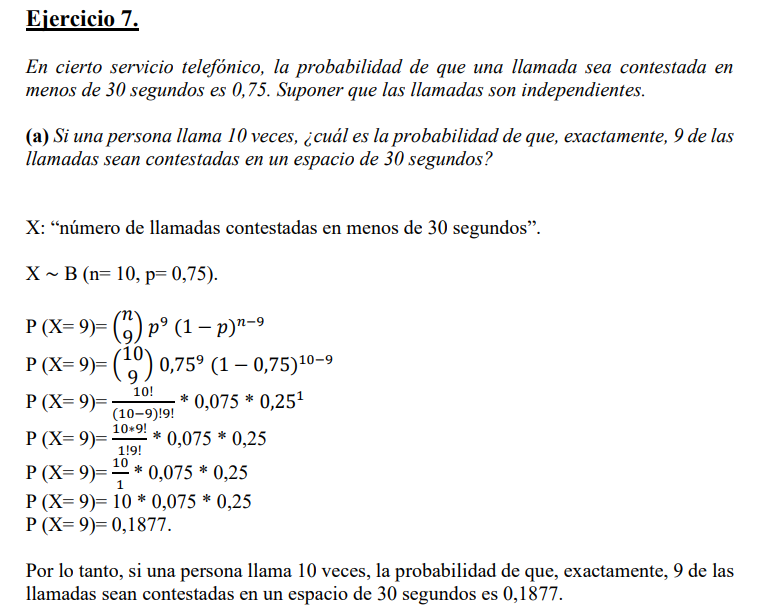 Ejercicio 7.
En cierto servicio telefónico, la probabilidad de que una llamada sea contestada en
menos de 30 segundos es 0,75. Suponer que las llamadas son independientes.
(a) Si una persona llama 10 veces, ¿cuál es la probabilidad de que, exactamente, 9 de las
llamadas sean contestadas en un espacio de 30 segundos?
X: “número de llamadas contestadas en menos de 30 segundos”.
X ~ B (n= 10, p= 0,75).
P (X= 9)= \binom{n}{9} p^9 (1 − p)^{n−9}
P (X= 9)= \binom{10}{9} 0,75^9 (1 − 0,75)^{10−9}
P (X= 9)= \frac{10!}{(10−9)!9!} * 0,075 * 0,25^1
P (X= 9)= \frac{10*9!}{1!9!} * 0,075 * 0,25
P (X= 9)= \frac{10}{1} * 0,075 * 0,25
P (X= 9)= 10 * 0,075 * 0,25
P (X= 9)= 0,1877.
Por lo tanto, si una persona llama 10 veces, la probabilidad de que, exactamente, 9 de las
llamadas sean contestadas en un espacio de 30 segundos es 0,1877.